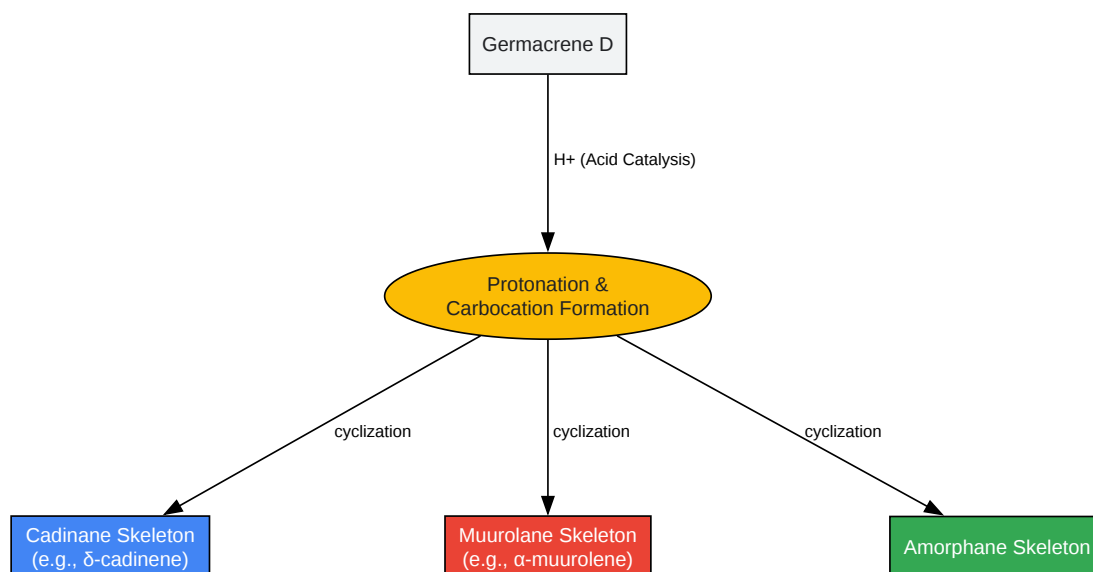 Germacrene D
H+ (Acid Catalysis)
Protonation &
Carbocation Formation
cyclization
cyclization
cyclization
Cadinane Skeleton
(e.g., δ-cadinene)
Muurolane Skeleton
(e.g., α-muurolene)
Amorphane Skeleton